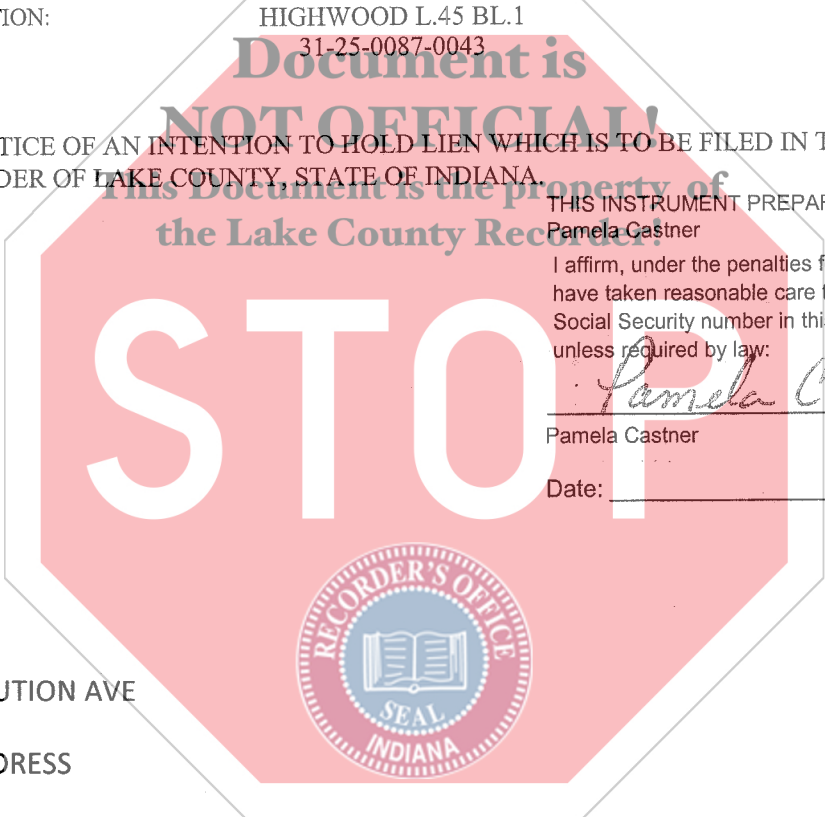 TION:
HIGHWOOD L.45 BL.1
31-25-0087-0043
Document is
NOT OFFICIAL!
TICE OF AN INTENTION TO HOLD LIEN WHICH IS TO BE FILED IN T
DER OF LAKE COUNTY, STATE OF INDIANA.
This Document is the property of
the Lake County Recorder!
THIS INSTRUMENT PREPAR
Pamela Castner
I affirm, under the penalties f
have taken reasonable care t
Social Security number in this
unless required by law:
Pamela C
Pamela Castner
Date:
STOP
RECORDER'S OFFICE
SEAL
INDIANA
UTION AVE
DRESS